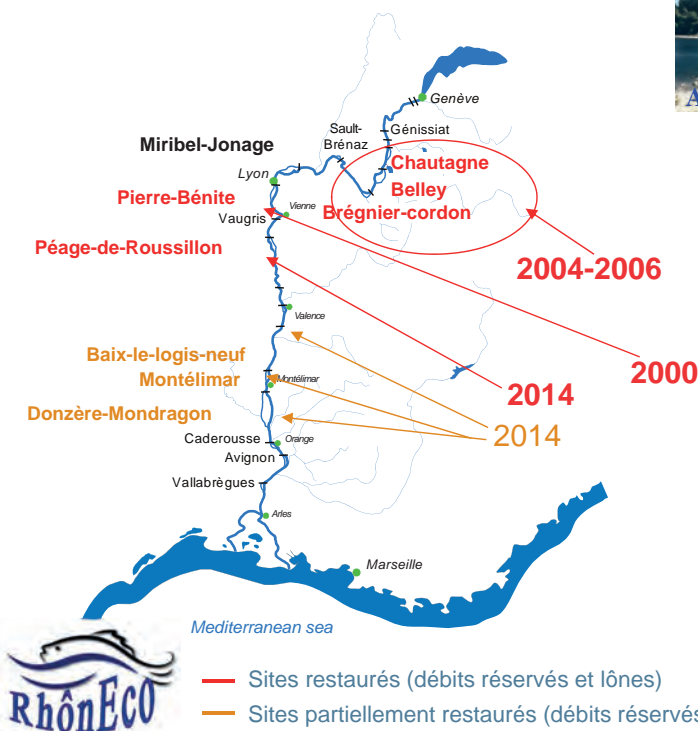 Genève
Sault-
Brénaz
Génissiat
Miribel-Jonage
Chautagne
Lyon
Belley
Pierre-Bénite
Vienne
Brégnier-cordon
Vaugris
Péage-de-Roussillon
2004-2006
Valence
Baix-le-logis-neuf
2000
Montélimar
Montélimar
2014
Donzère-Mondragon
2014
Caderousse
Orange
Avignon
Vallabrègues
Arles
Marseille
Mediterranean sea
RhônEco
Sites restaurés (débits réservés et lônes)
Sites partiellement restaurés (débits réservés